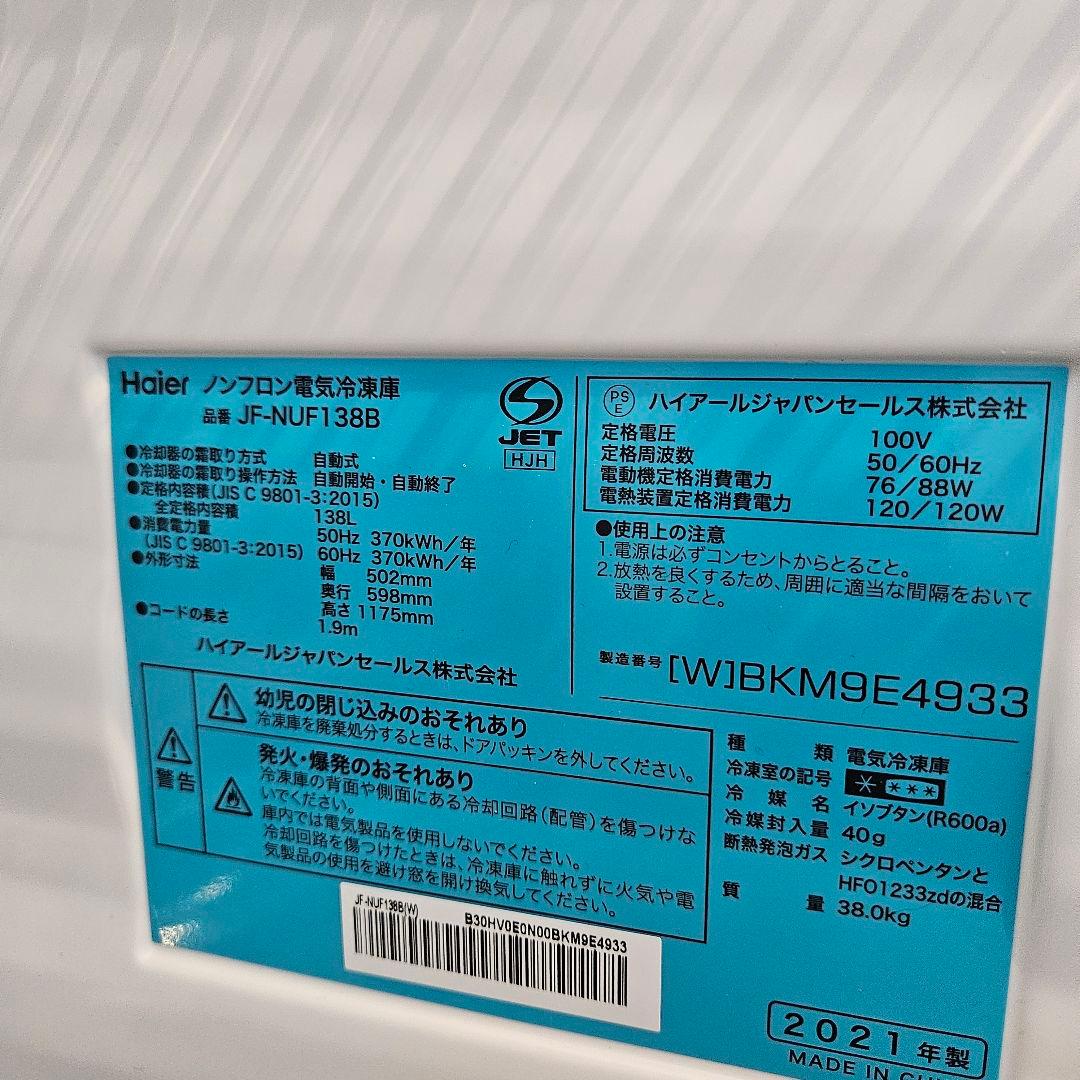 Haier ノンフロン電気冷凍庫
品番 JF-NUF138B
●冷却器の霜取り方式 自動式
●冷却器の霜取り操作方法 自動開始・自動終了
●定格内容積(JIS C 9801-3:2015)
全定格内容積 138L
●消費電力量 50Hz 370kWh/年
(JIS C 9801-3:2015) 60Hz 370kWh/年
●外形寸法 幅 502mm
奥行 598mm
高さ 1175mm
●コードの長さ 1.9m
ハイアールジャパンセールス株式会社
JET
HJH
PS
E
ハイアールジャパンセールス株式会社
定格電圧 100V
定格周波数 50/60Hz
電動機定格消費電力 76/88W
電熱装置定格消費電力 120/120W
●使用上の注意
1.電源は必ずコンセントからとること。
2.放熱を良くするため、周囲に適当な間隔をおいて
設置すること。
製造番号 [W]BKM9E4933
警告
幼児の閉じ込みのおそれあり
冷凍庫を廃棄処分するときは、ドアパッキンを外してください。
発火・爆発のおそれあり
冷凍庫の背面や側面にある冷却回路(配管)を傷つけな
いでください。
庫内では電気製品を使用しないでください。
冷却回路を傷つけたときは、冷凍庫に触れずに火気や電
気製品の使用を避け窓を開け換気してください。
種類 電気冷凍庫
冷凍室の記号 * ***
冷媒名 イソブタン(R600a)
冷媒封入量 40g
断熱発泡ガス シクロペンタンと
HFO1233zdの混合
質量 38.0kg
JF-NUF138B(W)
B30HV0E0N00BKM9E4933
2021年製
MADE IN